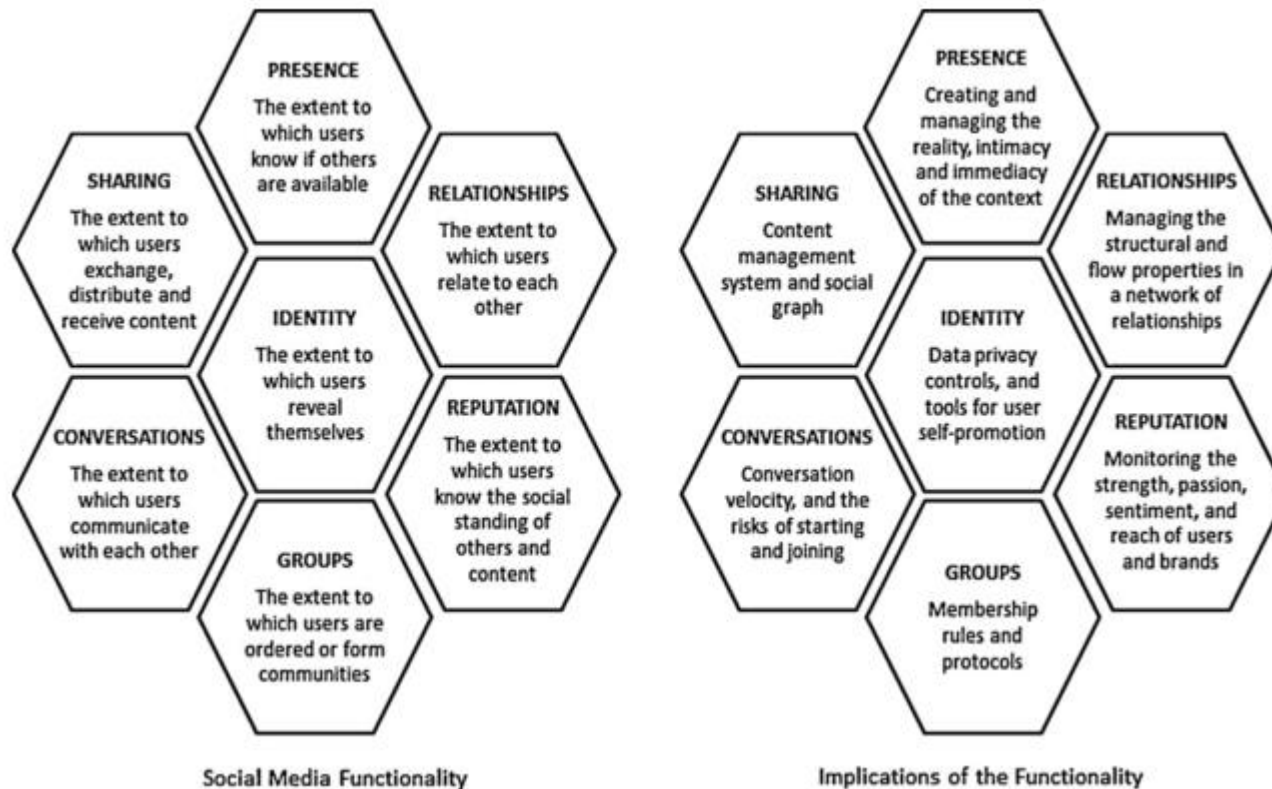 PRESENCE
The extent to
which users
know if others
are available
SHARING
The extent to
which users
exchange,
distribute and
receive content
RELATIONSHIPS
The extent to
which users
relate to each
other
IDENTITY
The extent to
which users
reveal
themselves
CONVERSATIONS
The extent to
which users
communicate
with each other
REPUTATION
The extent to
which users
know the social
standing of
others and
content
GROUPS
The extent to
which users are
ordered or form
communities
Social Media Functionality
PRESENCE
Creating and
managing the
reality, intimacy
and immediacy
of the context
SHARING
Content
management
system and social
graph
RELATIONSHIPS
Managing the
structural and
flow properties in
a network of
relationships
IDENTITY
Data privacy
controls, and
tools for user
self-promotion
CONVERSATIONS
Conversation
velocity, and the
risks of starting
and joining
REPUTATION
Monitoring the
strength, passion,
sentiment, and
reach of users
and brands
GROUPS
Membership
rules and
protocols
Implications of the Functionality